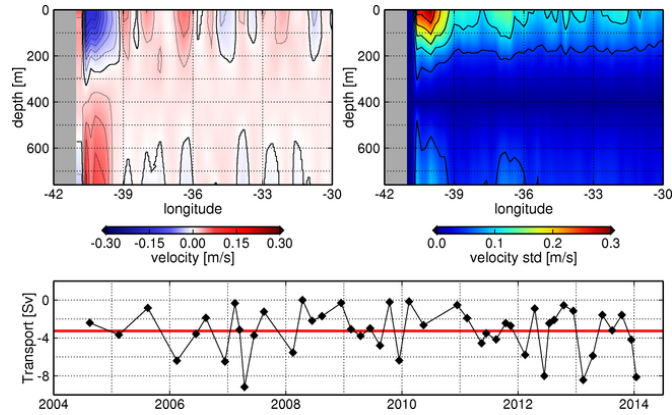 0
200
400
600
depth [m]
-42 -39 -36 -33 -30
longitude
-0.30 -0.15 0.00 0.15 0.30
velocity [m/s]
0
200
400
600
depth [m]
-42 -39 -36 -33 -30
longitude
0.0 0.1 0.2 0.3
velocity std [m/s]
Transport [Sv]
0
-4
-8
2004 2006 2008 2010 2012 2014